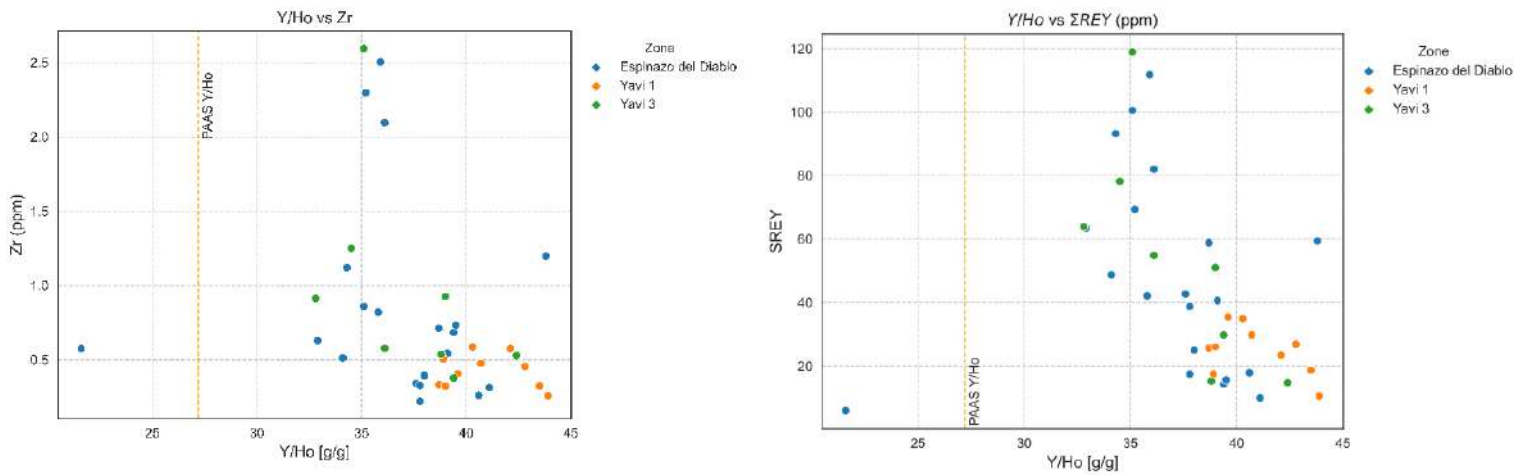 Y/Ho vs Zr
Zone
Espinazo del Diablo
Yavi 1
Yavi 3
PAAS Y/Ho
Zr (ppm)
2.5
2.0
1.5
1.0
0.5
25 30 35 40 45
Y/Ho [g/g]
Y/Ho vs ΣREY (ppm)
Zone
Espinazo del Diablo
Yavi 1
Yavi 3
PAAS Y/Ho
SREY
120
100
80
60
40
20
25 30 35 40 45
Y/Ho [g/g]